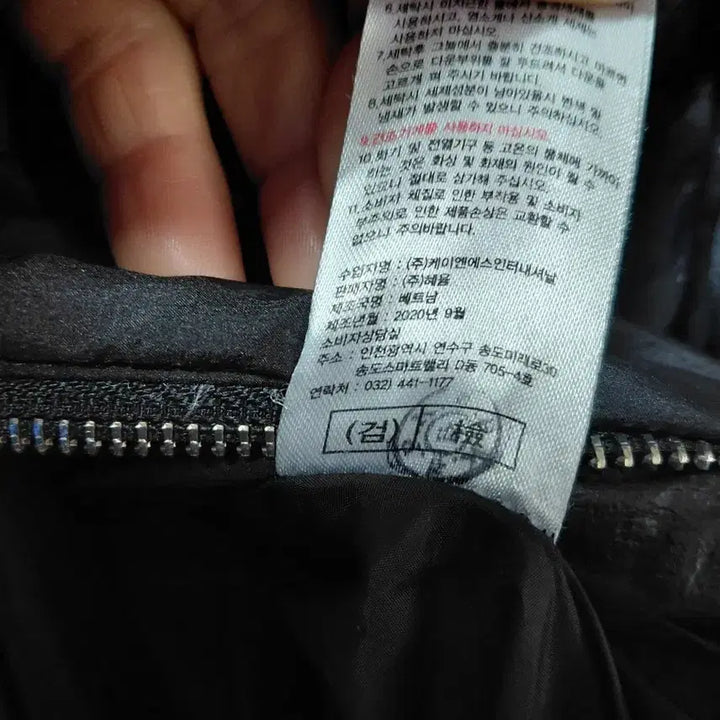 6.세탁시 이지근한 물에서
사용하시고, 염소계나 산소계 세제는
사용하지 마십시오.
7.세탁후 그늘에서 충분히 건조하시고 마르면
손으로 다운부위를 잘 두드려서 다운을
고르게 펴 주시기 바랍니다.
8.세탁시 세제성분이 남아있을시 변색 및
냄새가 발생할 수 있으니 주의하십시오.
9.건조기계를 사용하지 마십시오.
10.화기 및 전열기구 등 고온의 물체에 가까이
하는 것은 화상 및 화재의 원인이 될 수
있으니 절대로 삼가해 주십시오.
11.소비자 체질로 인한 부작용 및 소비자
부주의로 인한 제품손상은 교환할 수
없으니 주의바랍니다.
수입자명 : (주)케이엔에스인터내셔날
판매자명 : (주)혜윰
제조국명 : 베트남
제조년월 : 2020년 9월
소비자상담실
주소 : 인천광역시 연수구 송도미래로30
송도스마트밸리 D동 705-4호
연락처 : 032) 441-1177
(검) 檢